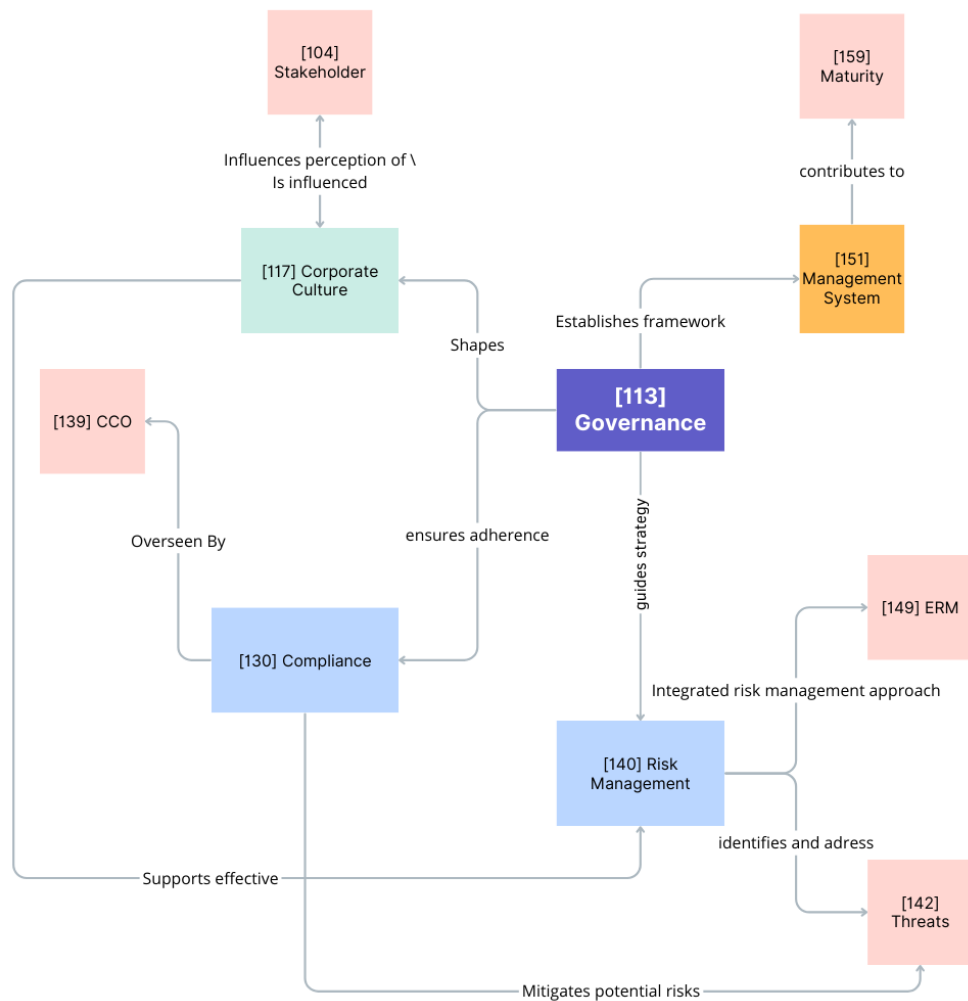 [104]
Stakeholder
[159]
Maturity
Influences perception of \
Is influenced
contributes to
[117] Corporate
Culture
[151]
Management
System
Establishes framework
Shapes
[113]
Governance
[139] CCO
ensures adherence
Overseen By
guides strategy
[149] ERM
[130] Compliance
Integrated risk management approach
[140] Risk
Management
identifies and adress
Supports effective
[142]
Threats
Mitigates potential risks